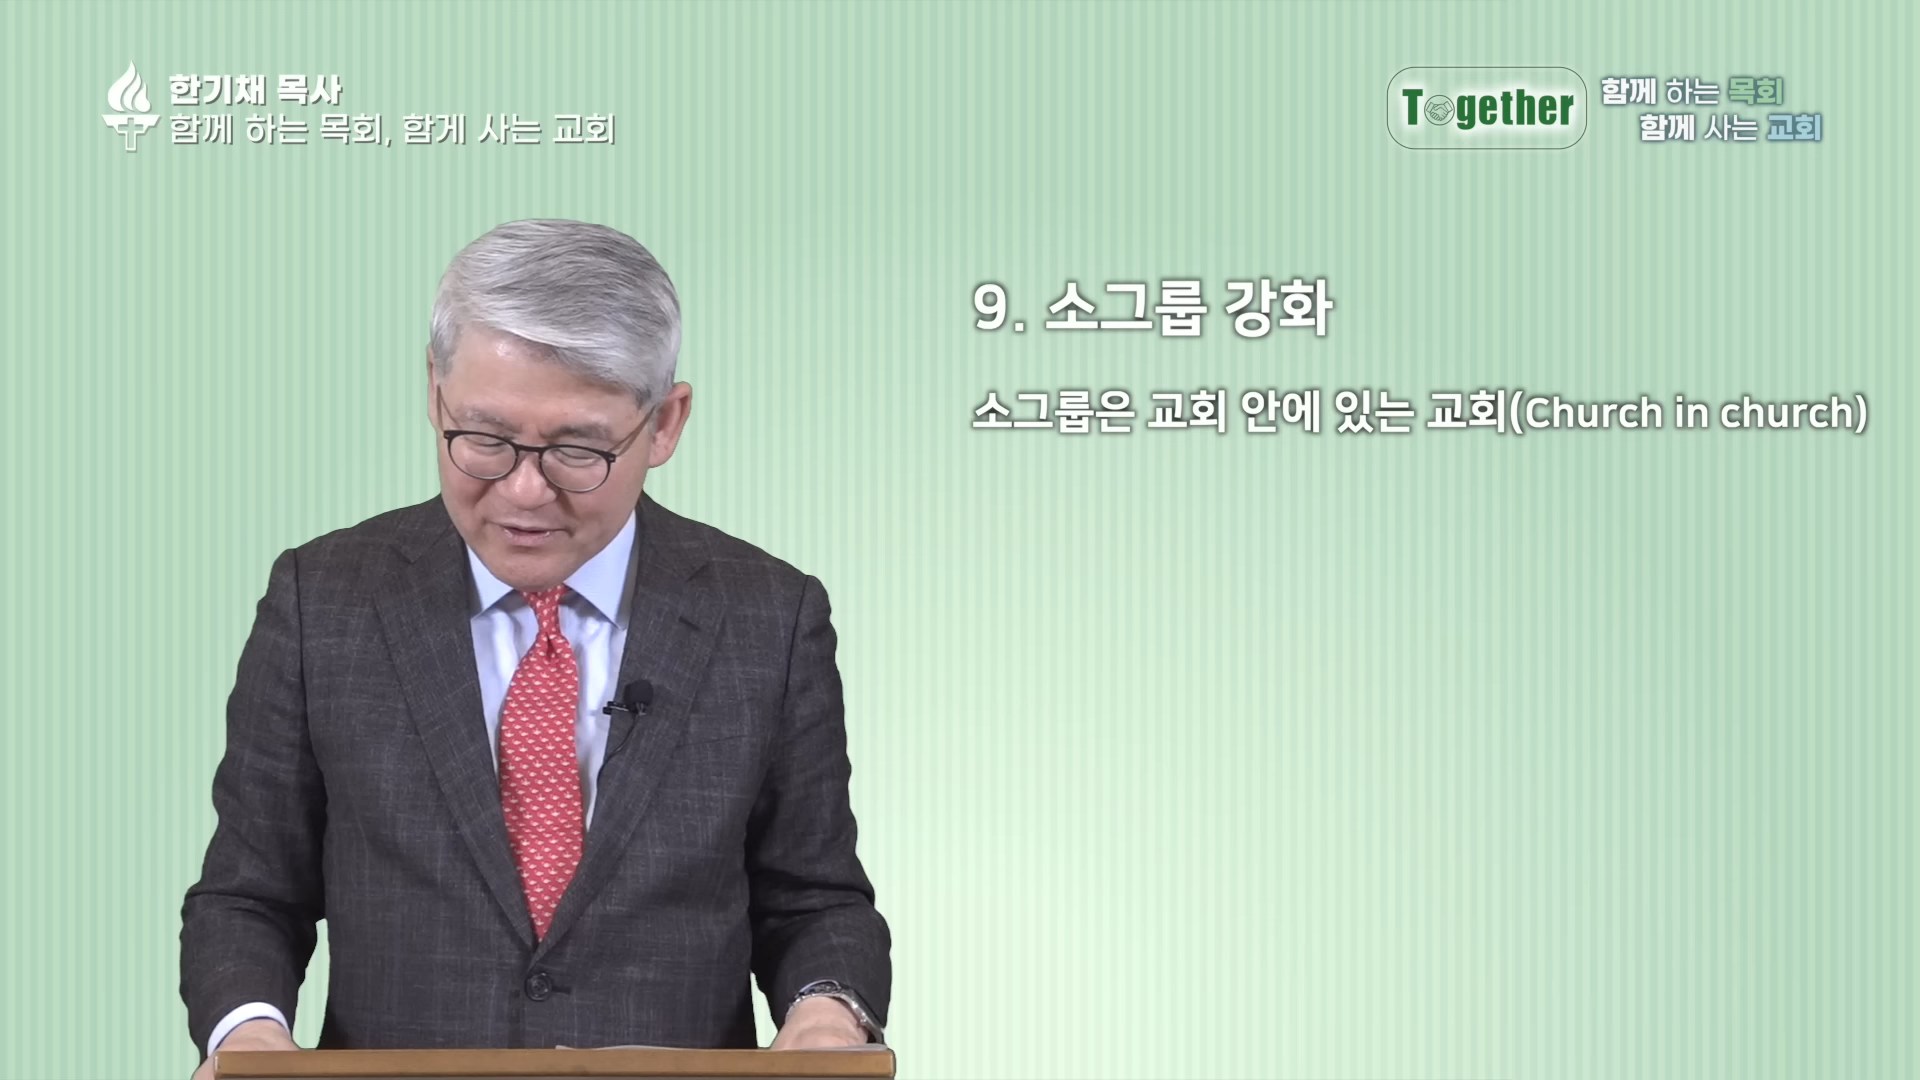 한기채 목사
함께 하는 목회, 함게 사는 교회
Together
함께 하는 목회
함께 사는 교회
9. 소그룹 강화
소그룹은 교회 안에 있는 교회(Church in church)